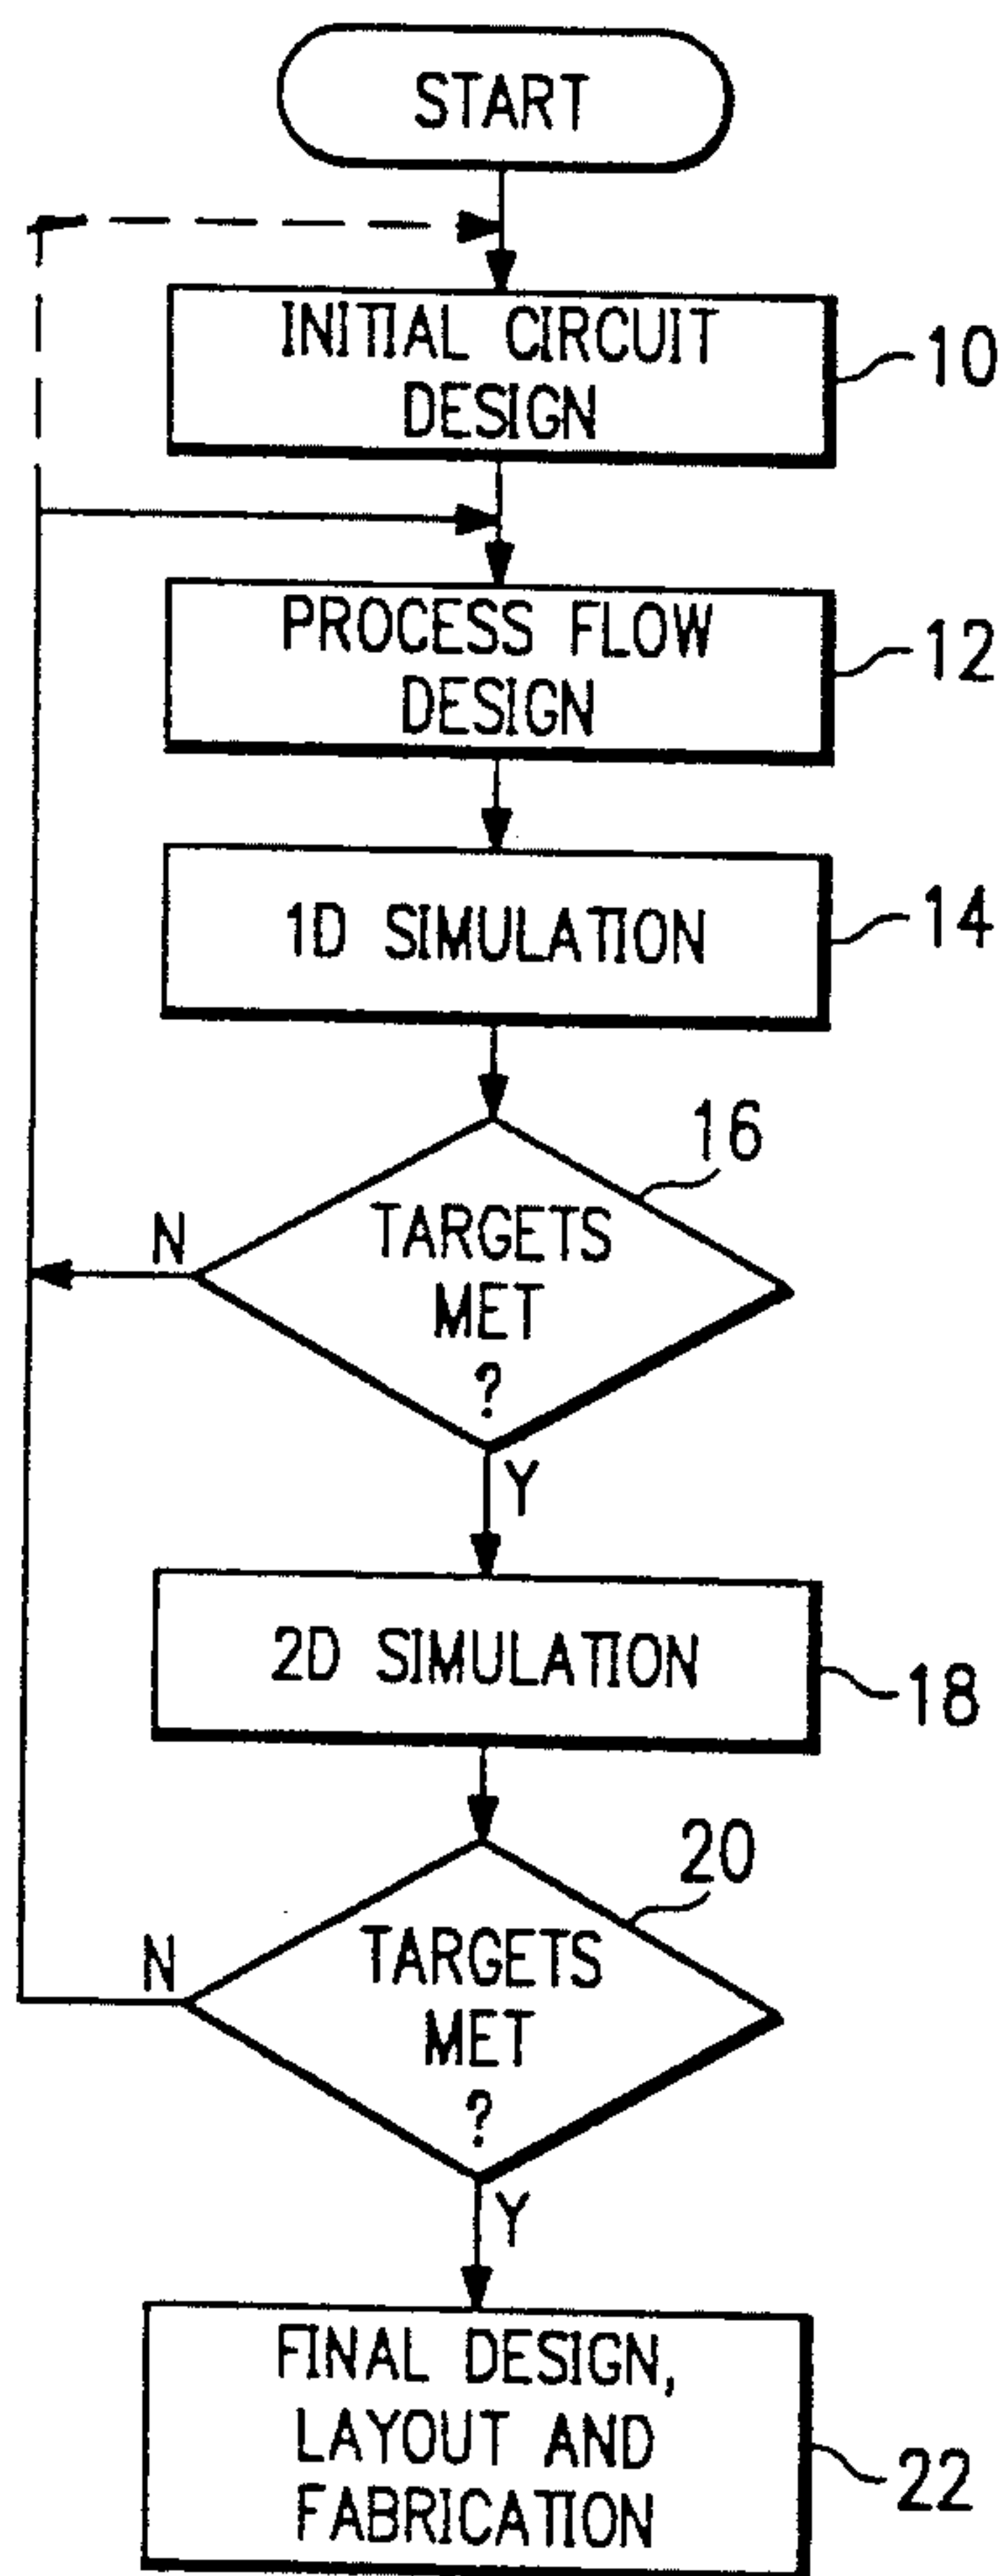 START
INITIAL CIRCUIT
DESIGN
10
PROCESS FLOW
DESIGN
12
1D SIMULATION
14
16
TARGETS
MET
?
N
Y
2D SIMULATION
18
20
TARGETS
MET
?
N
Y
FINAL DESIGN,
LAYOUT AND
FABRICATION
22